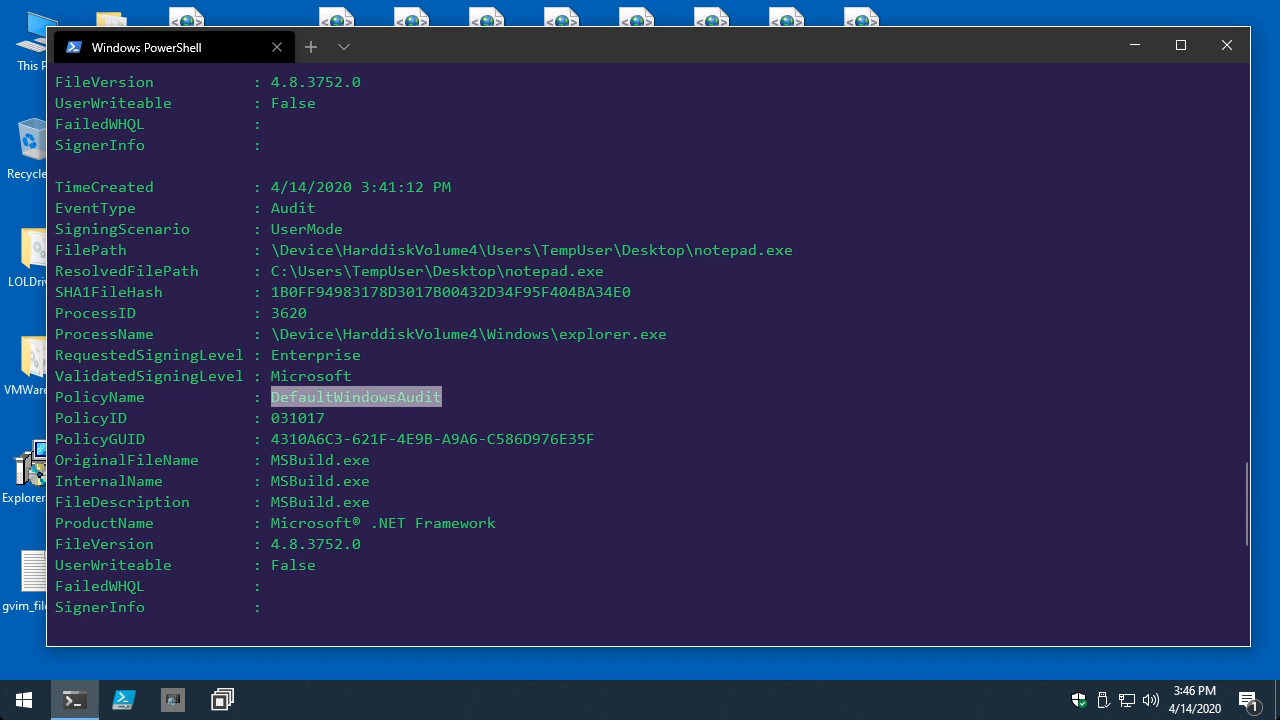 Windows PowerShell
This P
Recycle
LOLDriv
VMWare
Explorer
gvim_file
FileVersion : 4.8.3752.0
UserWriteable : False
FailedWHQL :
SignerInfo :
TimeCreated : 4/14/2020 3:41:12 PM
EventType : Audit
SigningScenario : UserMode
FilePath : \Device\HarddiskVolume4\Users\TempUser\Desktop\notepad.exe
ResolvedFilePath : C:\Users\TempUser\Desktop\notepad.exe
SHA1FileHash : 1B0FF94983178D3017B00432D34F95F404BA34E0
ProcessID : 3620
ProcessName : \Device\HarddiskVolume4\Windows\explorer.exe
RequestedSigningLevel : Enterprise
ValidatedSigningLevel : Microsoft
PolicyName : DefaultWindowsAudit
PolicyID : 031017
PolicyGUID : 4310A6C3-621F-4E9B-A9A6-C586D976E35F
OriginalFileName : MSBuild.exe
InternalName : MSBuild.exe
FileDescription : MSBuild.exe
ProductName : Microsoft® .NET Framework
FileVersion : 4.8.3752.0
UserWriteable : False
FailedWHQL :
SignerInfo :
3:46 PM
4/14/2020
1